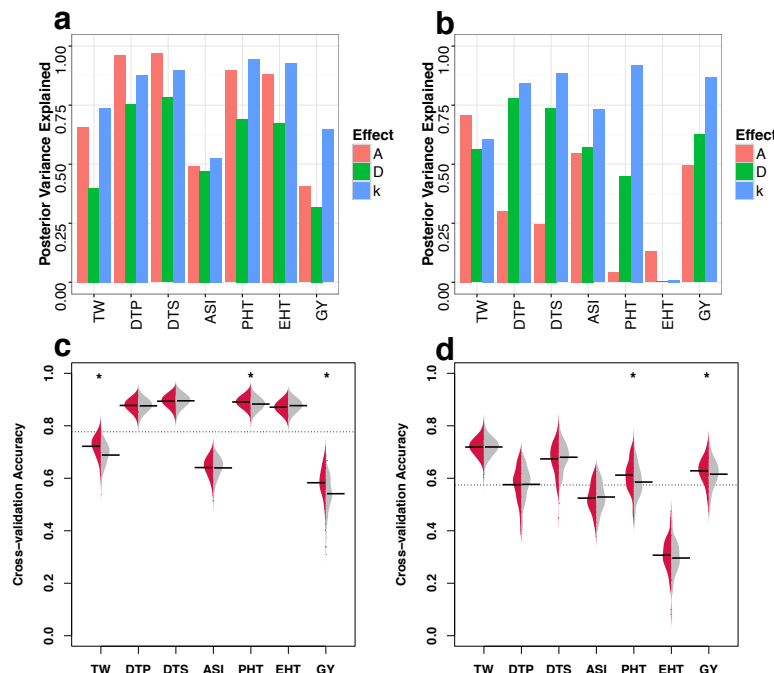 a
b
Posterior Variance Explained
1.00
0.75
0.50
0.25
0.00
TW
DTP
DTS
ASI
PHT
EHT
GY
Effect
A
D
k
Posterior Variance Explained
1.00
0.75
0.50
0.25
0.00
TW
DTP
DTS
ASI
PHT
EHT
GY
Effect
A
D
k
c
d
Cross−validation Accuracy
1.0
0.8
0.6
0.4
0.2
0.0
* * *
TW DTP DTS ASI PHT EHT GY
Cross−validation Accuracy
1.0
0.8
0.6
0.4
0.2
0.0
* *
TW DTP DTS ASI PHT EHT GY